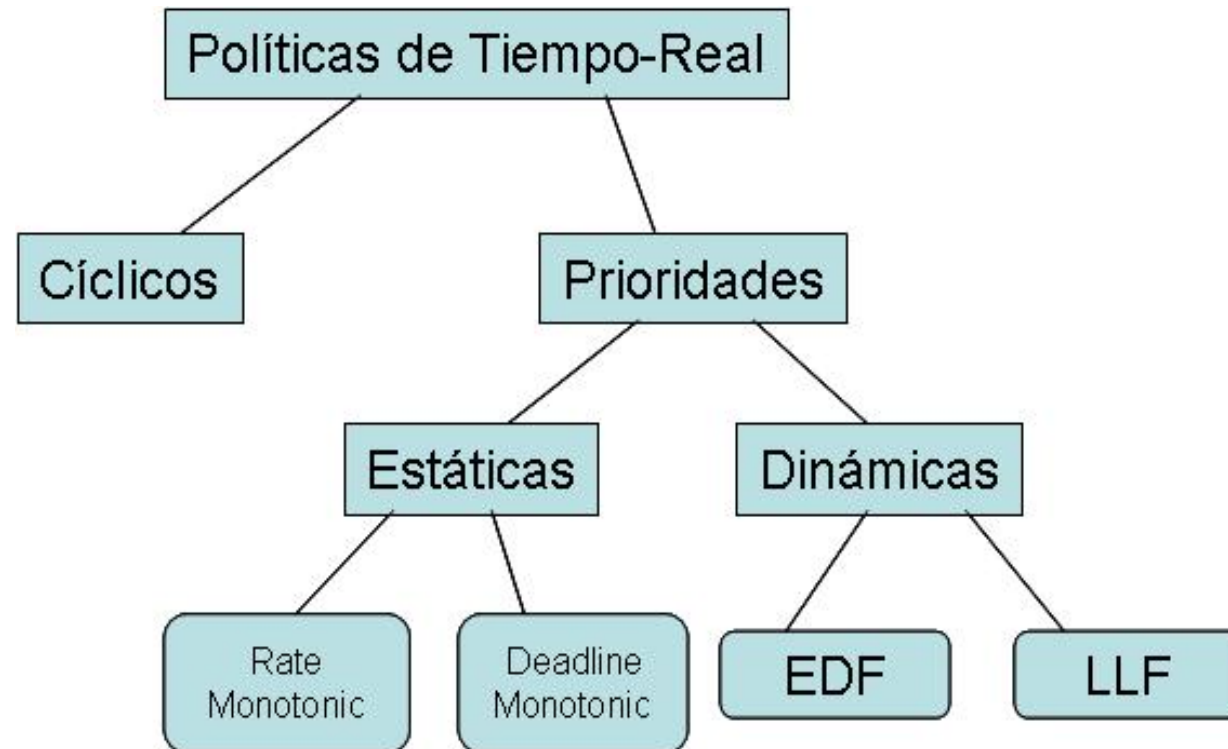 Políticas de Tiempo-Real
Cíclicos
Prioridades
Estáticas
Dinámicas
Rate
Monotonic
Deadline
Monotonic
EDF
LLF